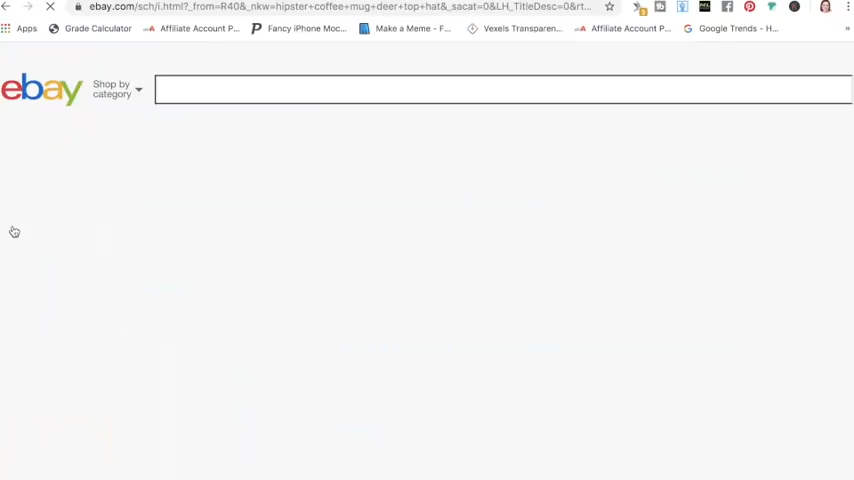 ebay.com/sch/i.html?_from=R40&_nkw=hipster+coffee+mug+deer+top+hat&_sacat=0&LH_TitleDesc=0&rt...
Apps Grade Calculator Affiliate Account P... Fancy iPhone Moc... Make a Meme - F... Vexels Transparen... Affiliate Account P... Google Trends - H... »
ebay
Shop by
category